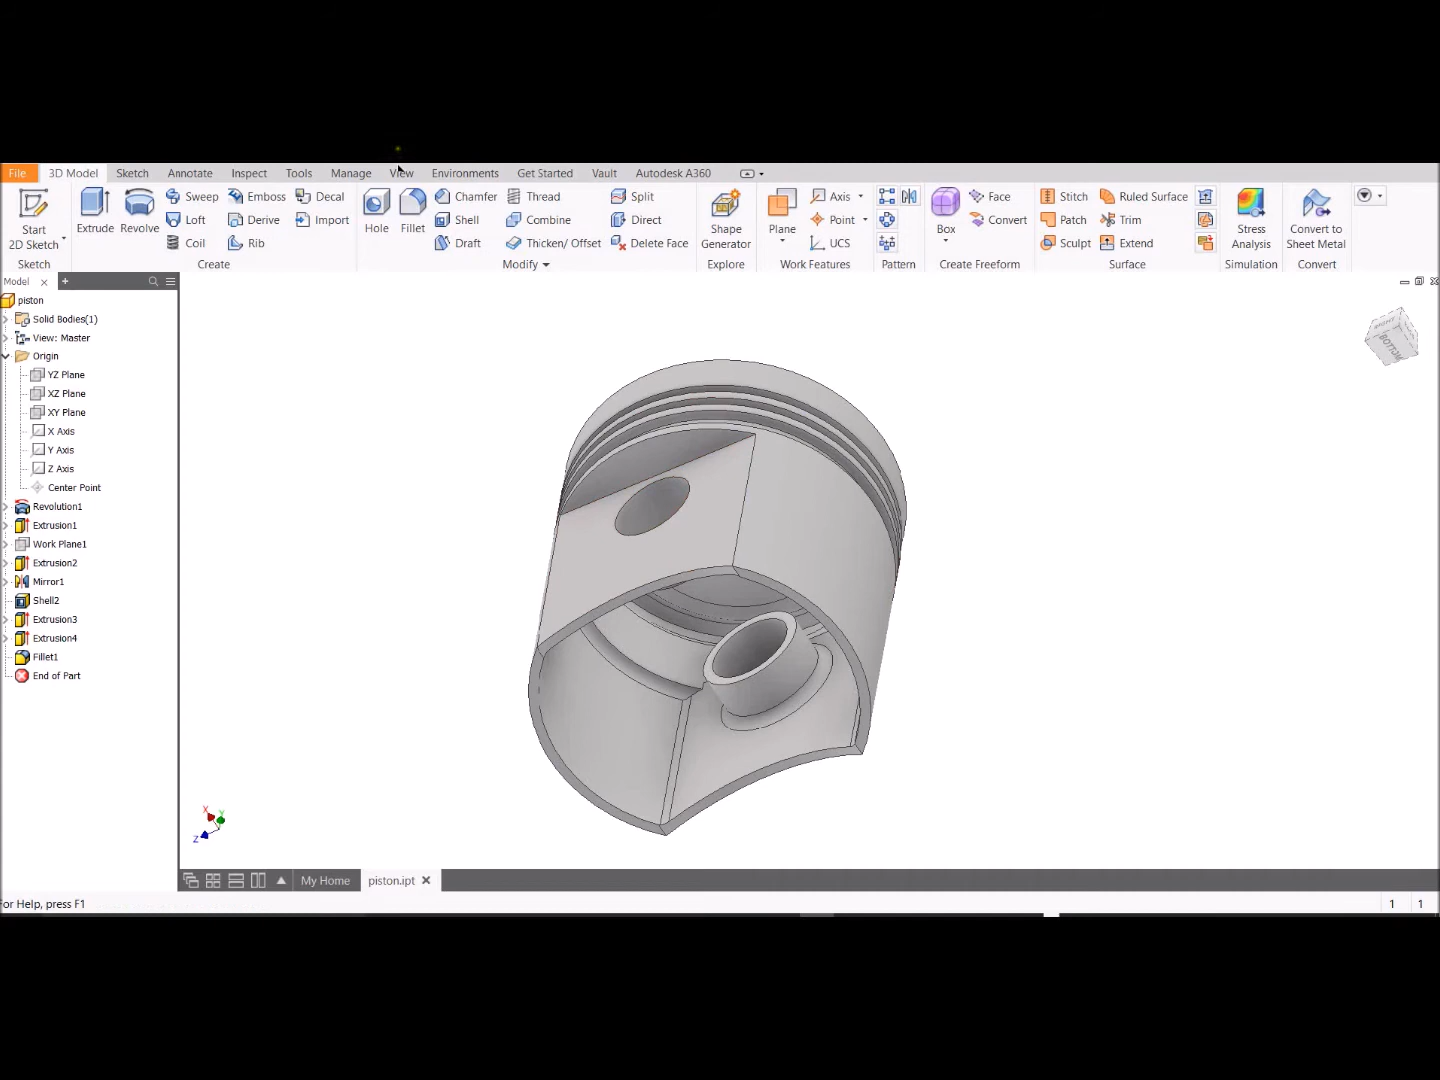 File 3D Model Sketch Annotate Inspect Tools Manage View Environments Get Started Vault Autodesk A360
Start
2D Sketch
Extrude
Revolve
Sweep Emboss Decal
Loft Derive Import
Coil Rib
Hole
Fillet
Chamfer Thread Split
Shell Combine Direct
Draft Thicken/ Offset Delete Face
Shape
Generator
Plane
Axis
Point
UCS
Box
Face
Convert
Stitch Ruled Surface
Patch Trim
Sculpt Extend
Stress
Analysis
Convert to
Sheet Metal
Sketch Create Modify Explore Work Features Pattern Create Freeform Surface Simulation Convert
Model
piston
Solid Bodies(1)
View: Master
Origin
YZ Plane
XZ Plane
XY Plane
X Axis
Y Axis
Z Axis
Center Point
Revolution1
Extrusion1
Work Plane1
Extrusion2
Mirror1
Shell2
Extrusion3
Extrusion4
Fillet1
End of Part
BOTTOM
X Y
Z
My Home piston.ipt
For Help, press F1 1 1